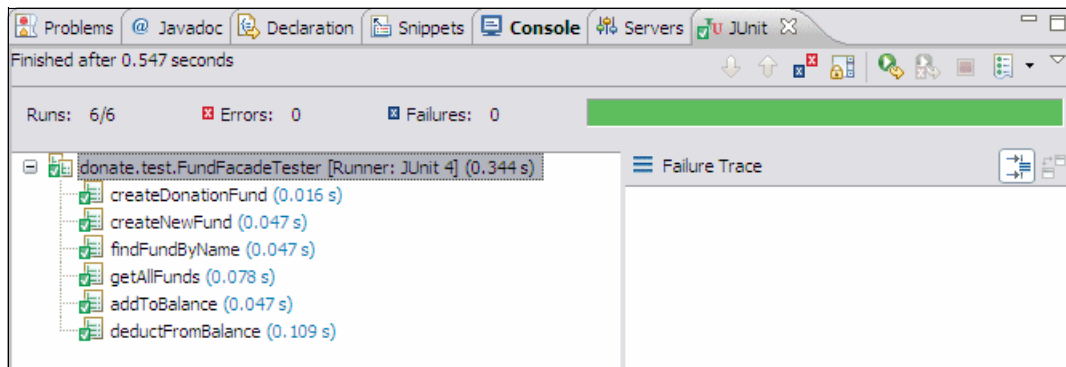 Problems @ Javadoc Declaration Snippets Console Servers JU JUnit
Finished after 0.547 seconds
Runs: 6/6 Errors: 0 Failures: 0
donate.test.FundFacadeTester [Runner: JUnit 4] (0.344 s) Failure Trace
createDonationFund (0.016 s)
createNewFund (0.047 s)
findFundByName (0.047 s)
getAllFunds (0.078 s)
addToBalance (0.047 s)
deductFromBalance (0.109 s)